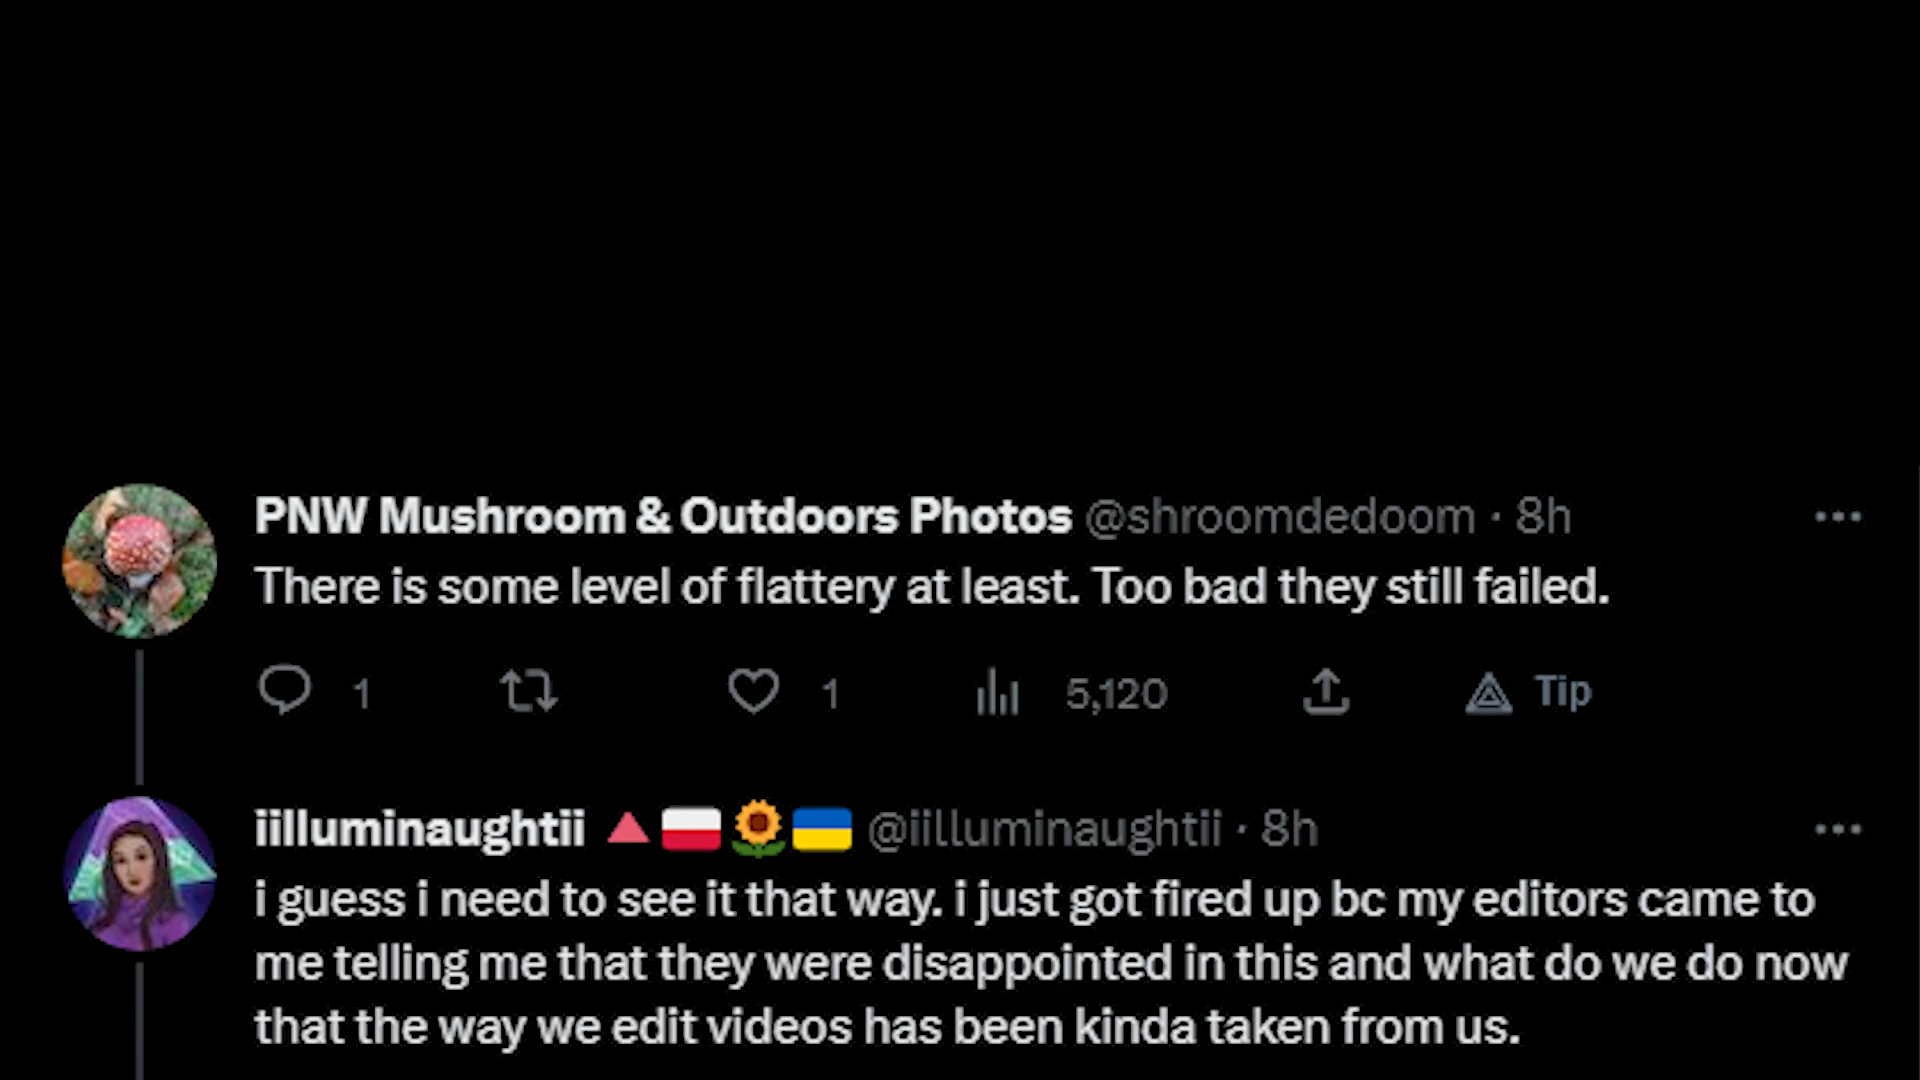 PNW Mushroom & Outdoors Photos @shroomdedoom · 8h
There is some level of flattery at least. Too bad they still failed.
1 1 5,120 Tip
iilluminaughtii 🔺🇵🇱🌻🇺🇦 @iilluminaughtii · 8h
i guess i need to see it that way. i just got fired up bc my editors came to
me telling me that they were disappointed in this and what do we do now
that the way we edit videos has been kinda taken from us.